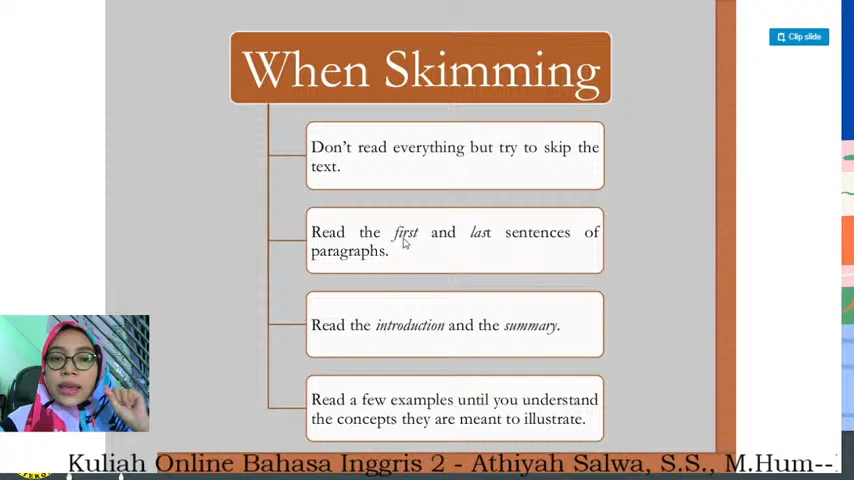 When Skimming
Clip slide
Don't read everything but try to skip the
text.
Read the first and last sentences of
paragraphs.
Read the introduction and the summary.
Read a few examples until you understand
the concepts they are meant to illustrate.
Kuliah Online Bahasa Inggris 2 - Athiyah Salwa, S.S., M.Hum--